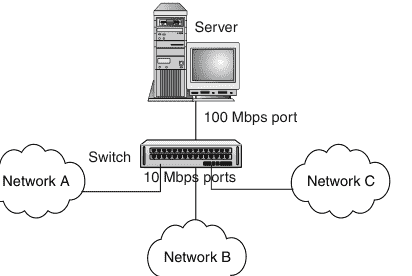 Server
100 Mbps port
Switch
10 Mbps ports
Network A
Network C
Network B